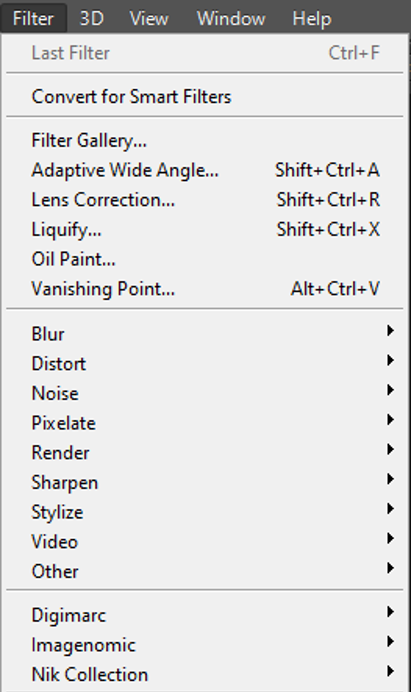 Filter 3D View Window Help
Last Filter Ctrl+F
Convert for Smart Filters
Filter Gallery...
Adaptive Wide Angle... Shift+Ctrl+A
Lens Correction... Shift+Ctrl+R
Liquify... Shift+Ctrl+X
Oil Paint...
Vanishing Point... Alt+Ctrl+V
Blur
Distort
Noise
Pixelate
Render
Sharpen
Stylize
Video
Other
Digimarc
Imagenomic
Nik Collection